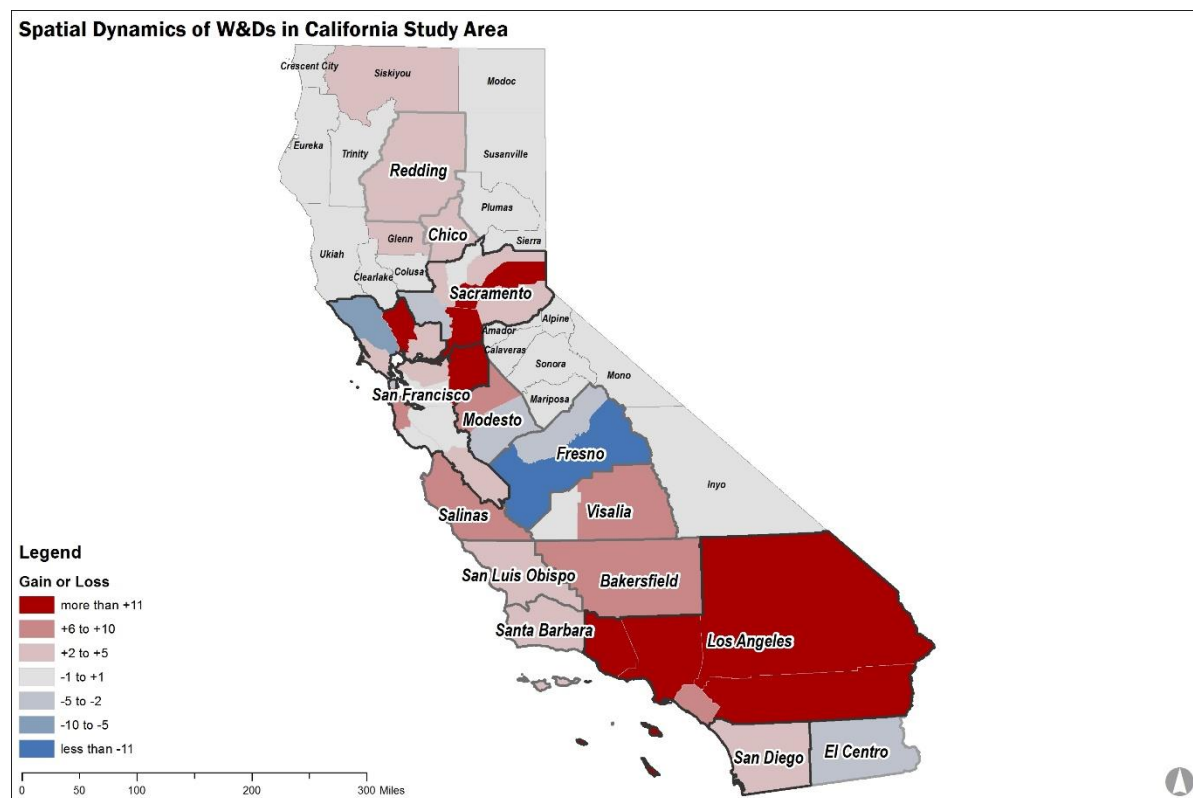 Spatial Dynamics of W&Ds in California Study Area
Crescent City
Siskiyou
Modoc
Eureka
Trinity
Redding
Susanville
Plumas
Glenn
Chico
Sierra
Ukiah
Clearlake
Colusa
Sacramento
Alpine
Amador
Calaveras
Sonora
Mono
San Francisco
Mariposa
Modesto
Fresno
Inyo
Visalia
Salinas
San Luis Obispo
Bakersfield
Santa Barbara
Los Angeles
San Diego
El Centro
Legend
Gain or Loss
more than +11
+6 to +10
+2 to +5
-1 to +1
-5 to -2
-10 to -5
less than -11
0 50 100 200 300 Miles